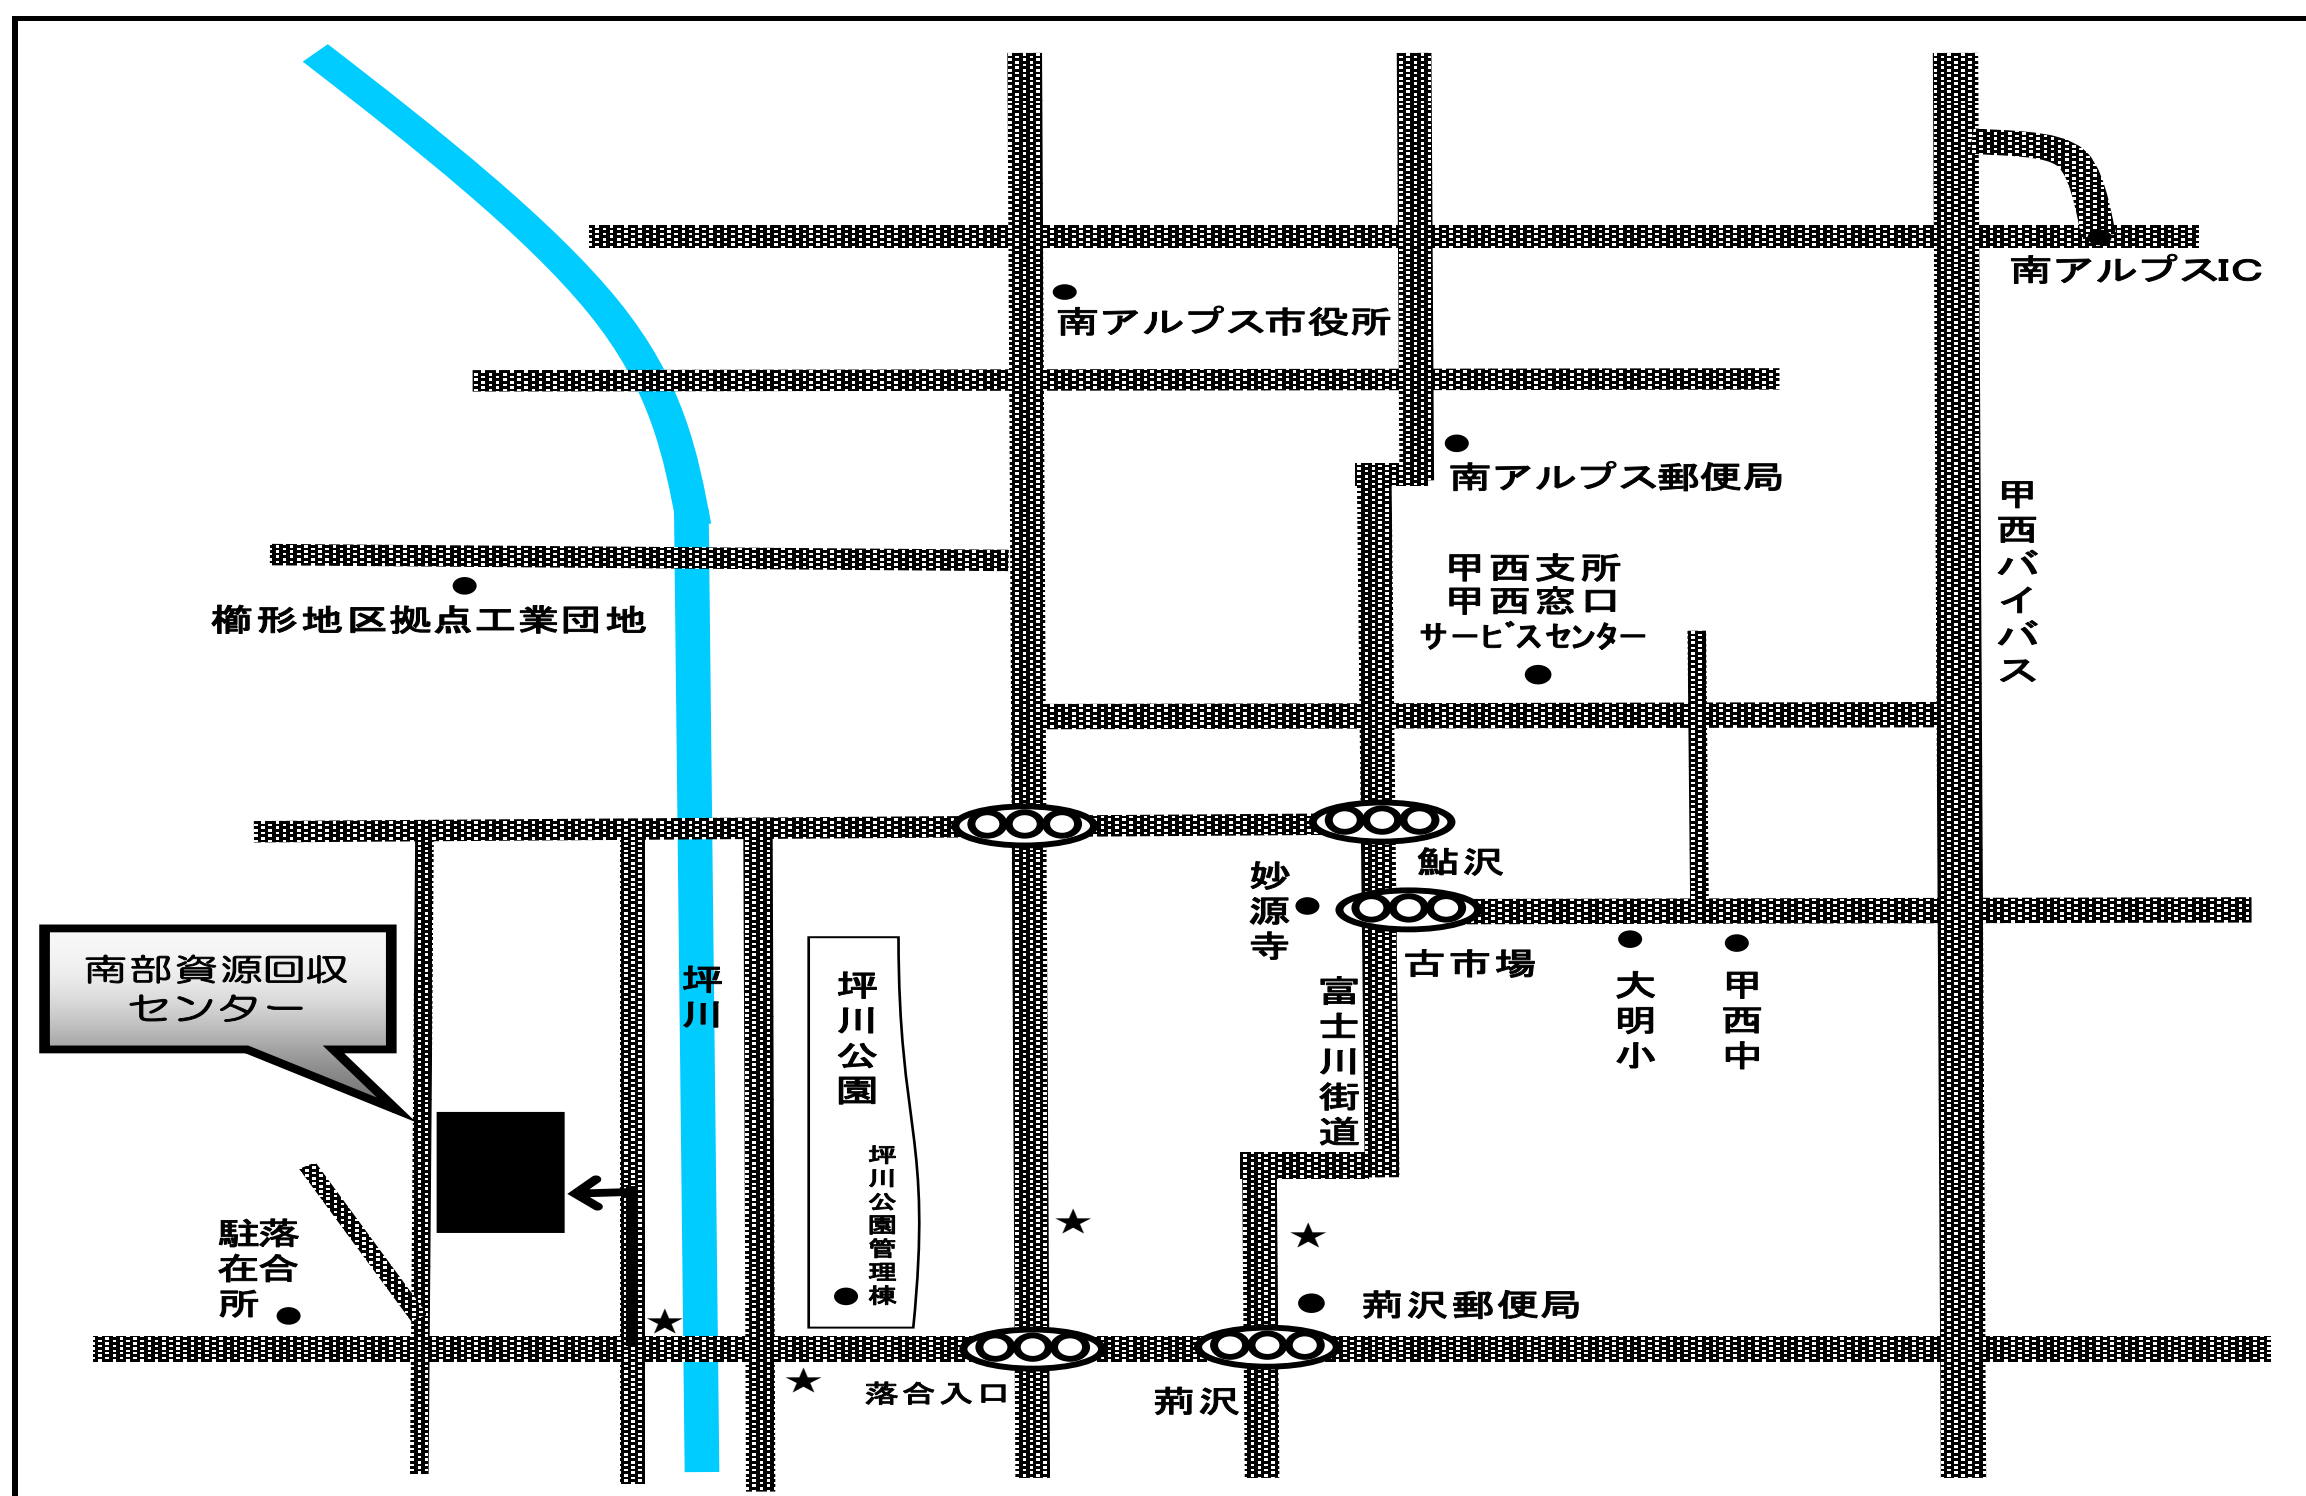 南アルプスIC
南アルプス市役所
南アルプス郵便局
甲西バイパス
甲西支所
甲西窓口
サービスセンター
櫛形地区拠点工業団地
鮎沢
妙源寺
古市場
南部資源回収
センター
坪川
坪川公園
富士川街道
大明小
甲西中
坪川公園管理棟
落合
駐在所
荊沢郵便局
落合入口
荊沢